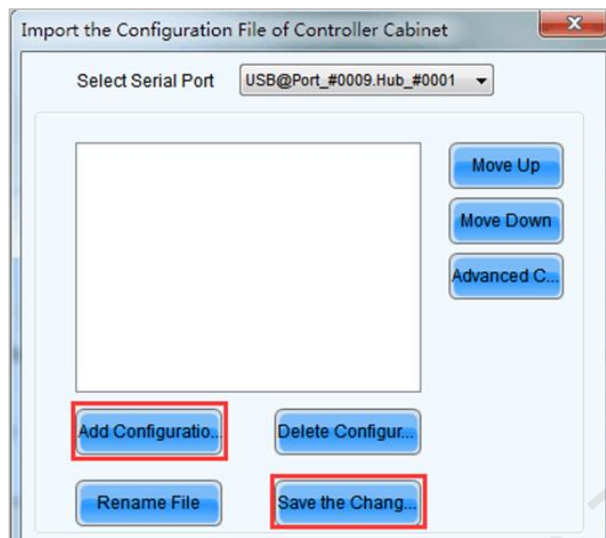 Import the Configuration File of Controller Cabinet
Select Serial Port USB@Port_#0009.Hub_#0001
Move Up
Move Down
Advanced C...
Add Configuratio... Delete Configur...
Rename File Save the Chang...